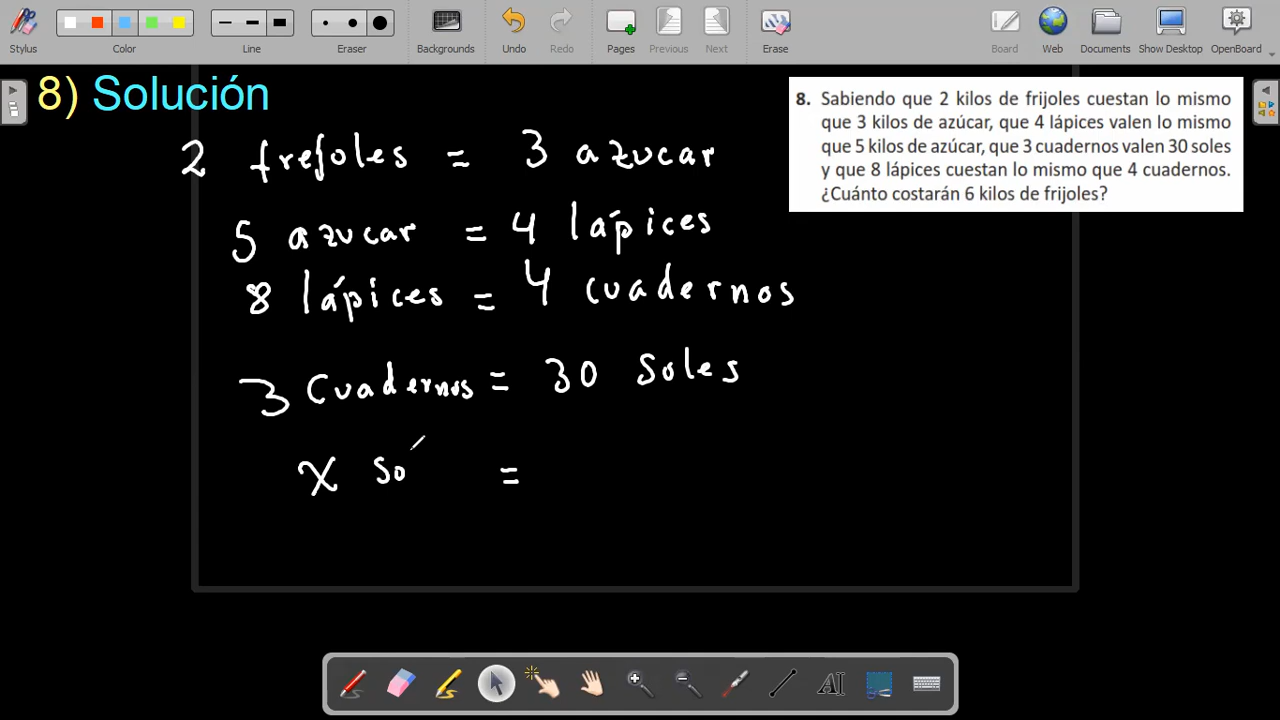 Stylus
Color
Line
Eraser
Backgrounds
Undo
Redo
Pages
Previous
Next
Erase
Board
Web
Documents
Show Desktop
OpenBoard
8) Solución
8. Sabiendo que 2 kilos de frijoles cuestan lo mismo
que 3 kilos de azúcar, que 4 lápices valen lo mismo
que 5 kilos de azúcar, que 3 cuadernos valen 30 soles
y que 8 lápices cuestan lo mismo que 4 cuadernos.
¿Cuánto costarán 6 kilos de frijoles?
2 frejoles = 3 azucar
5 azucar = 4 lápices
8 lápices = 4 cuadernos
3 Cuadernos = 30 Soles
X so =
AI